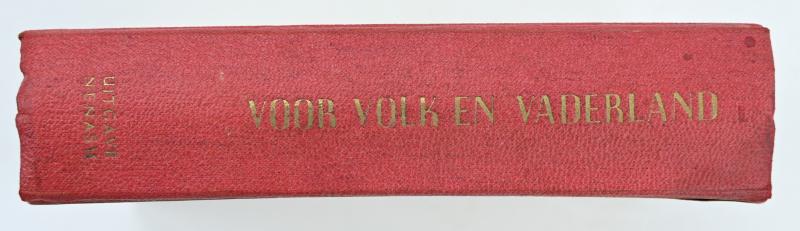 VOOR VOLK EN VADERLAND
UITGAVE
NENASU